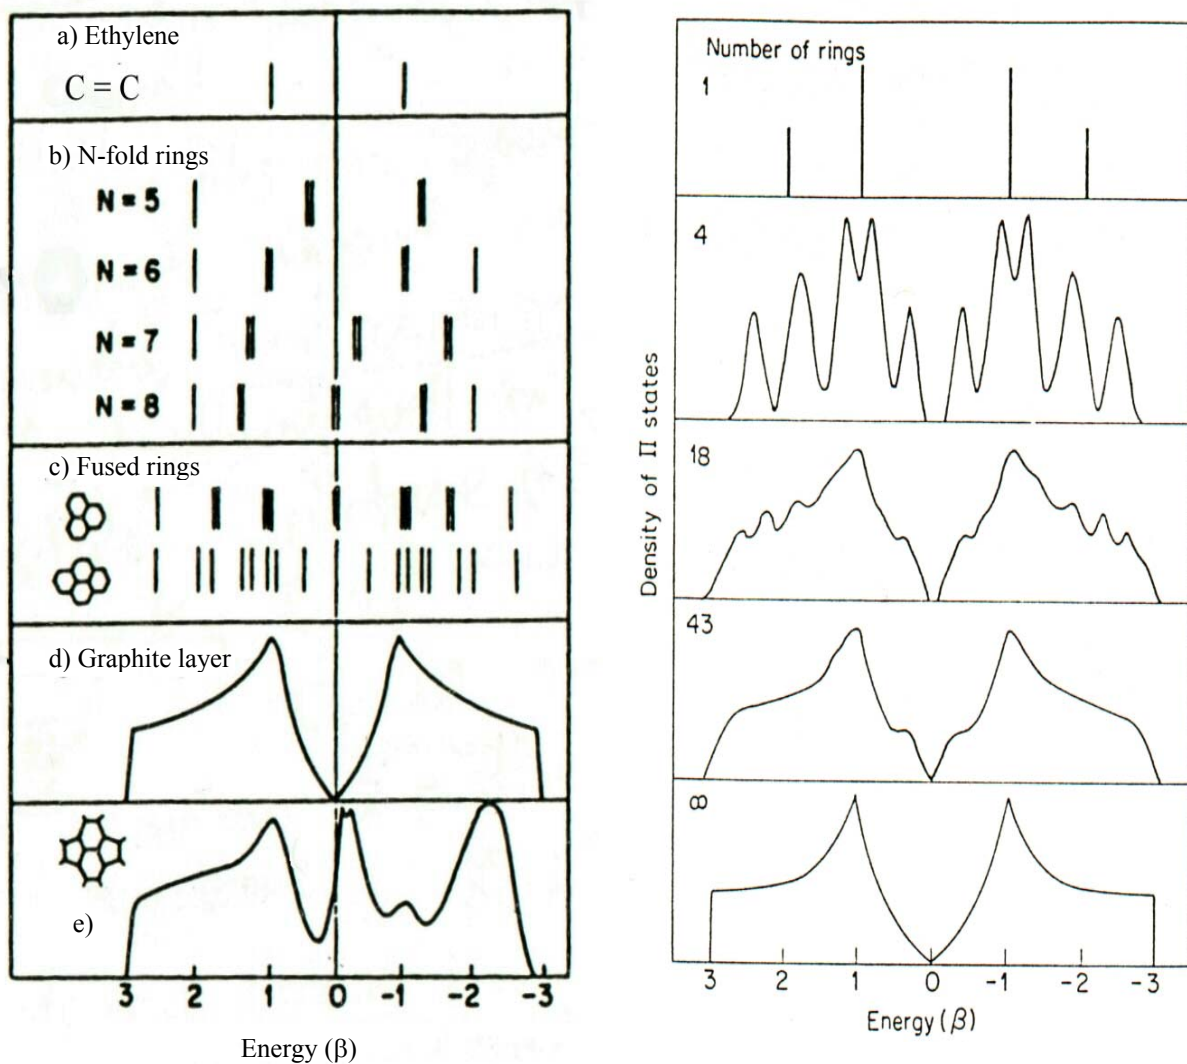 a) Ethylene
C = C
b) N-fold rings
N = 5
N = 6
N = 7
N = 8
c) Fused rings
d) Graphite layer
e)
3 2 1 0 -1 -2 -3
Energy (β)
Number of rings
1
4
18
43
∞
Density of Π states
3 2 1 0 -1 -2 -3
Energy (β)